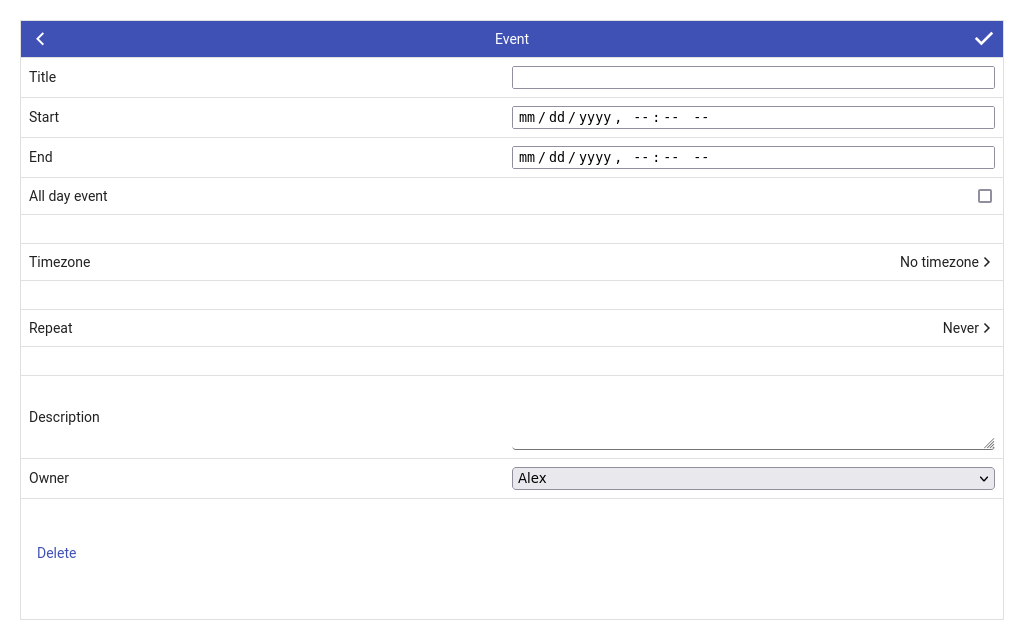 Event
Title
Start mm/dd/yyyy, --:-- --
End mm/dd/yyyy, --:-- --
All day event
Timezone No timezone
Repeat Never
Description
Owner Alex
Delete